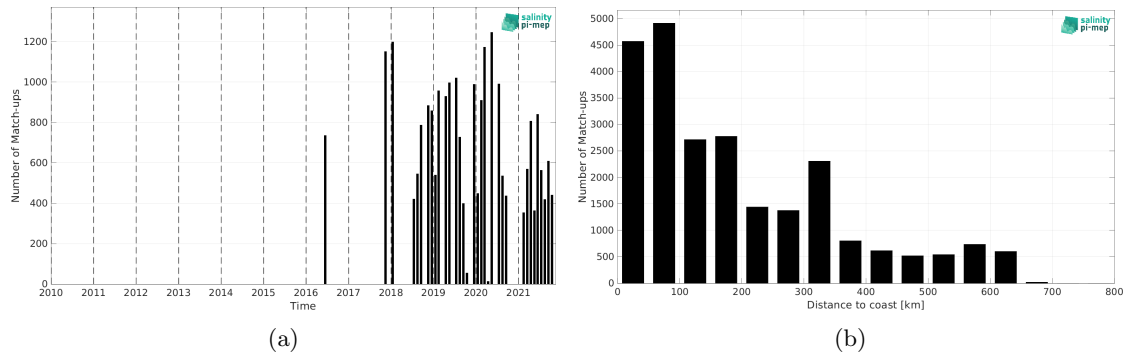 salinity
pi-mep
Number of Match-ups
1200
1000
800
600
400
200
0
2010 2011 2012 2013 2014 2015 2016 2017 2018 2019 2020 2021
Time
(a)
salinity
pi-mep
Number of Match-ups
5000
4500
4000
3500
3000
2500
2000
1500
1000
500
0
0 100 200 300 400 500 600 700 800
Distance to coast [km]
(b)